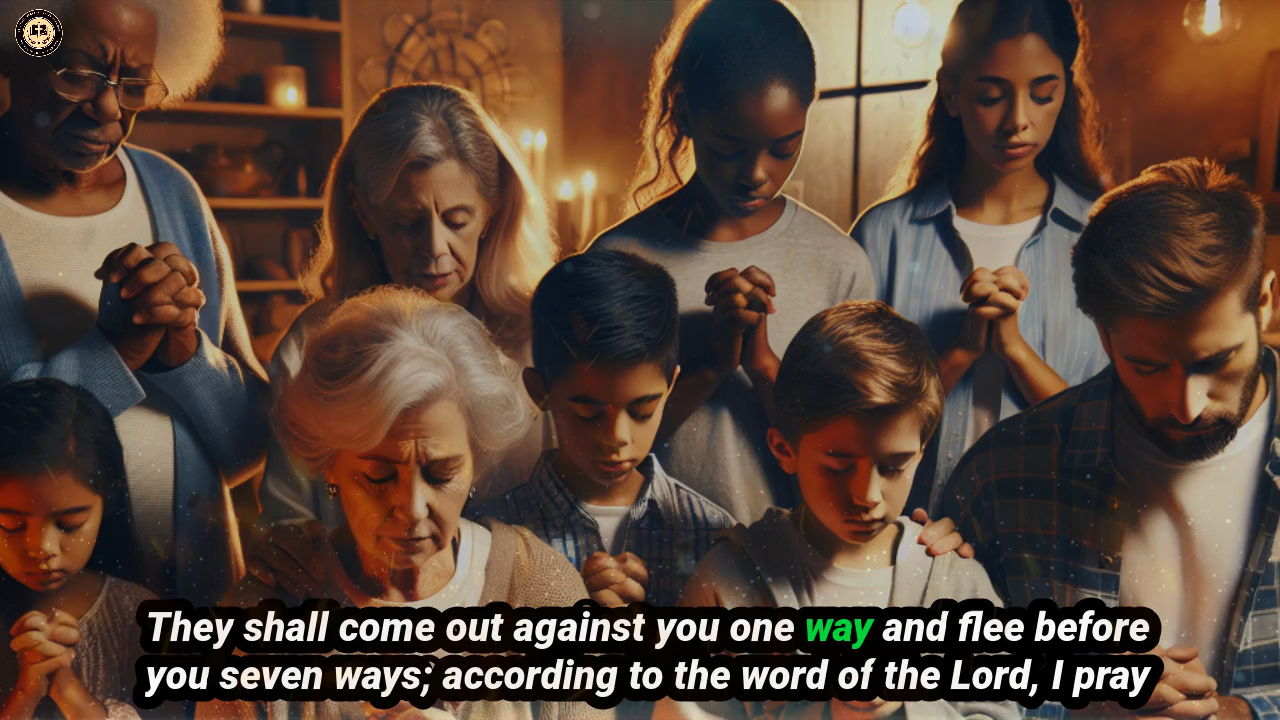 They shall come out against you one way and flee before
you seven ways; according to the word of the Lord, I pray